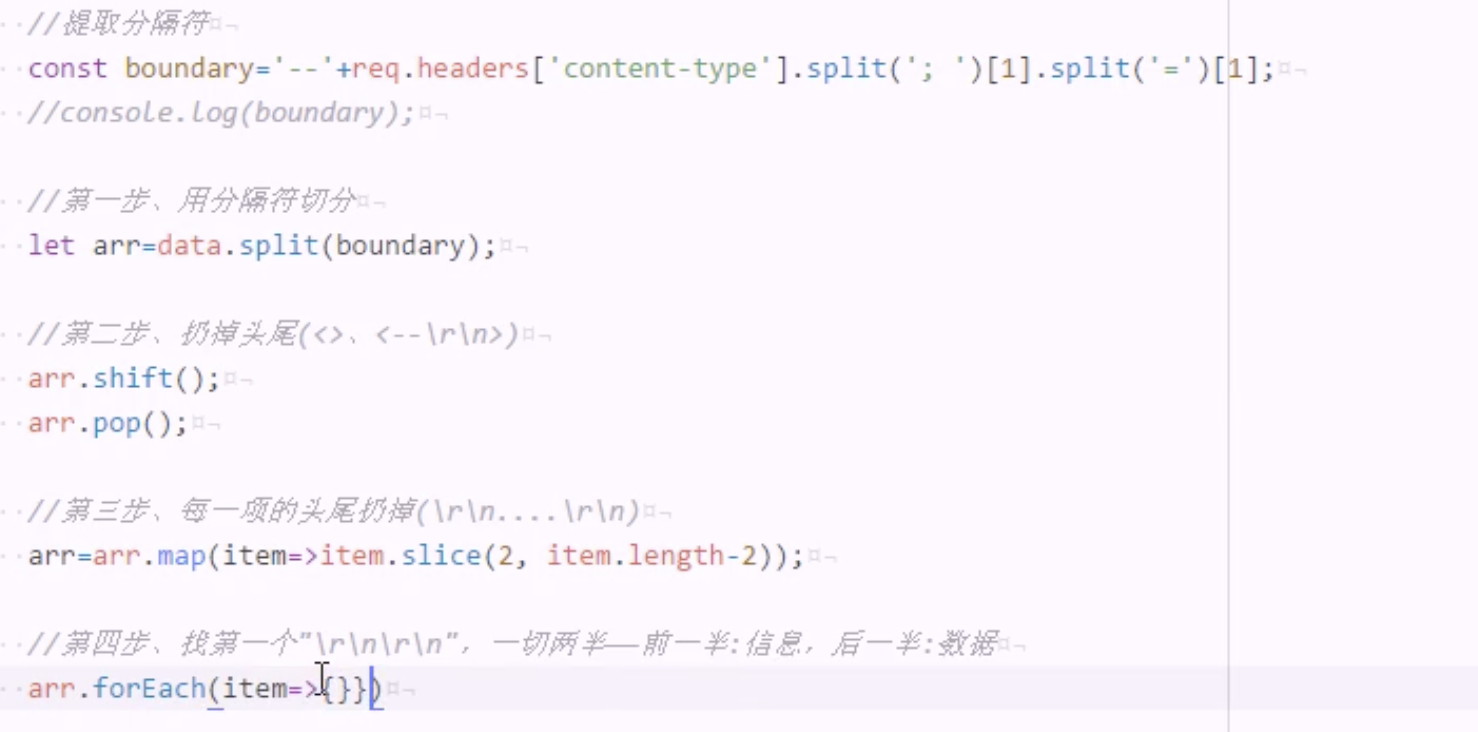 //提取分隔符
const boundary='--'+req.headers['content-type'].split('; ')[1].split('=')[1];
//console.log(boundary);
//第一步、用分隔符切分
let arr=data.split(boundary);
//第二步、扔掉头尾(<>、<--\r\n>)
arr.shift();
arr.pop();
//第三步、每一项的头尾扔掉(\r\n....\r\n)
arr=arr.map(item=>item.slice(2, item.length-2));
//第四步、找第一个"\r\n\r\n"，一切两半——前一半:信息，后一半:数据
arr.forEach(item=>{}})